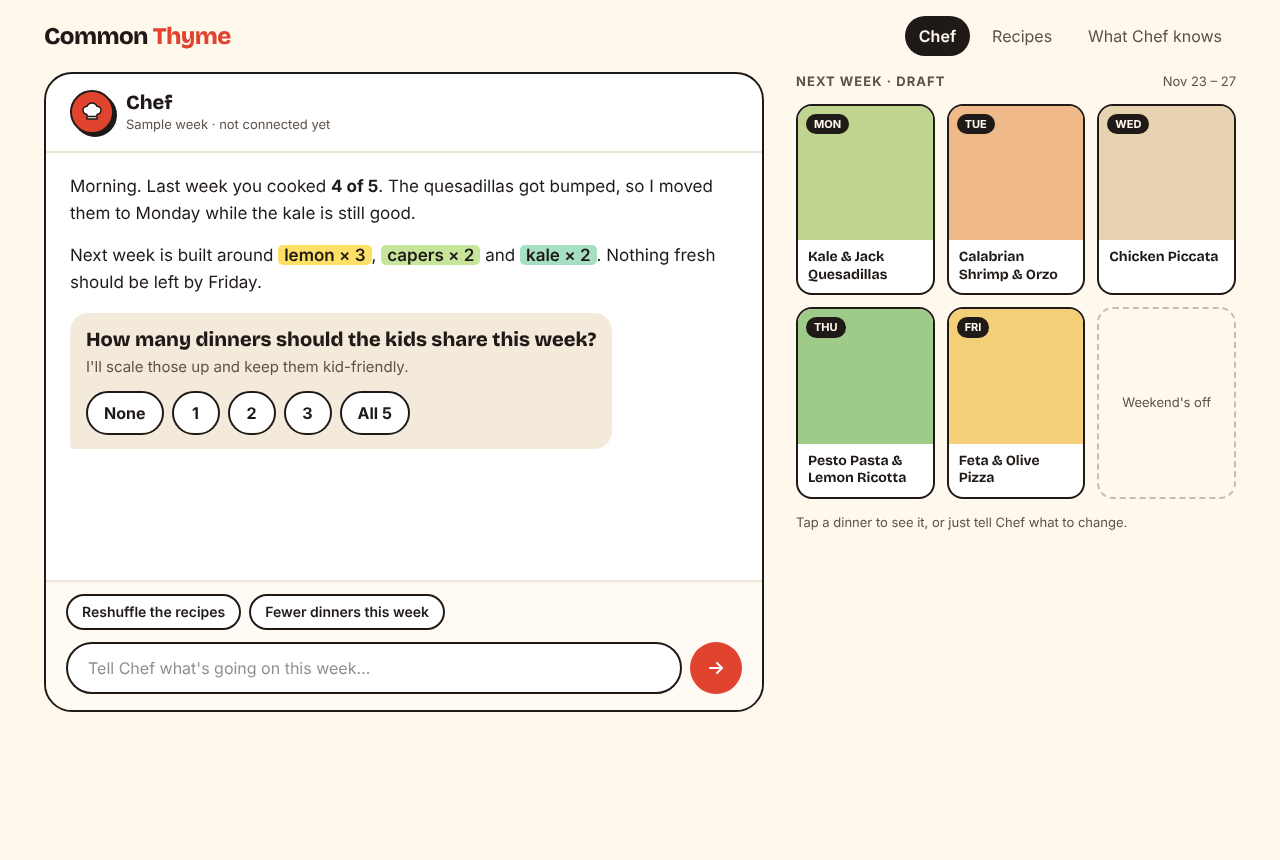 Common Thyme
Chef
Recipes
What Chef knows
Chef
Sample week · not connected yet
Morning. Last week you cooked 4 of 5. The quesadillas got bumped, so I moved
them to Monday while the kale is still good.
Next week is built around lemon × 3, capers × 2 and kale × 2. Nothing fresh
should be left by Friday.
How many dinners should the kids share this week?
I'll scale those up and keep them kid-friendly.
None
1
2
3
All 5
Reshuffle the recipes
Fewer dinners this week
Tell Chef what's going on this week...
NEXT WEEK · DRAFT
Nov 23 – 27
MON
Kale & Jack
Quesadillas
TUE
Calabrian
Shrimp & Orzo
WED
Chicken Piccata
THU
Pesto Pasta &
Lemon Ricotta
FRI
Feta & Olive
Pizza
Weekend's off
Tap a dinner to see it, or just tell Chef what to change.